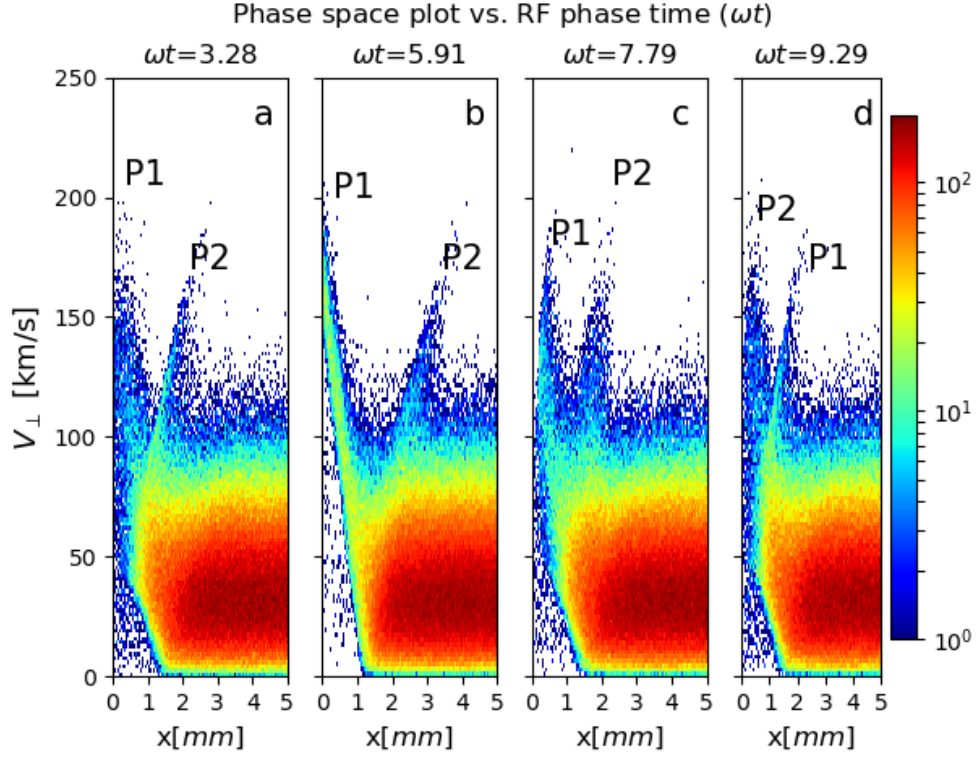 Phase space plot vs. RF phase time (ωt)
ωt=3.28 ωt=5.91 ωt=7.79 ωt=9.29
a b c d
P1 P2
P1 P2
P1 P2
P2 P1
250
200
150
100
50
0
V⊥ [km/s]
0 1 2 3 4 5 0 1 2 3 4 5 0 1 2 3 4 5 0 1 2 3 4 5
x[mm] x[mm] x[mm] x[mm]
10²
10¹
10⁰